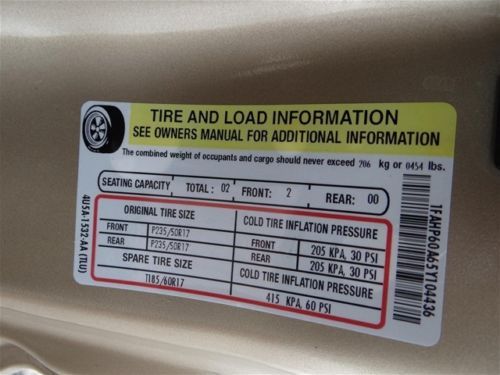 TIRE AND LOAD INFORMATION
SEE OWNERS MANUAL FOR ADDITIONAL INFORMATION
The combined weight of occupants and cargo should never exceed 206 kg or 0454 lbs.
SEATING CAPACITY TOTAL : 02 FRONT: 2 REAR: 00
ORIGINAL TIRE SIZE COLD TIRE INFLATION PRESSURE
FRONT P235/50R17 205 KPA, 30 PSI
REAR P235/50R17 205 KPA, 30 PSI
SPARE TIRE SIZE COLD TIRE INFLATION PRESSURE
T185/60R17 415 KPA, 60 PSI
4U5A-1532-AA (TLU)
1FAHP60A65Y104436